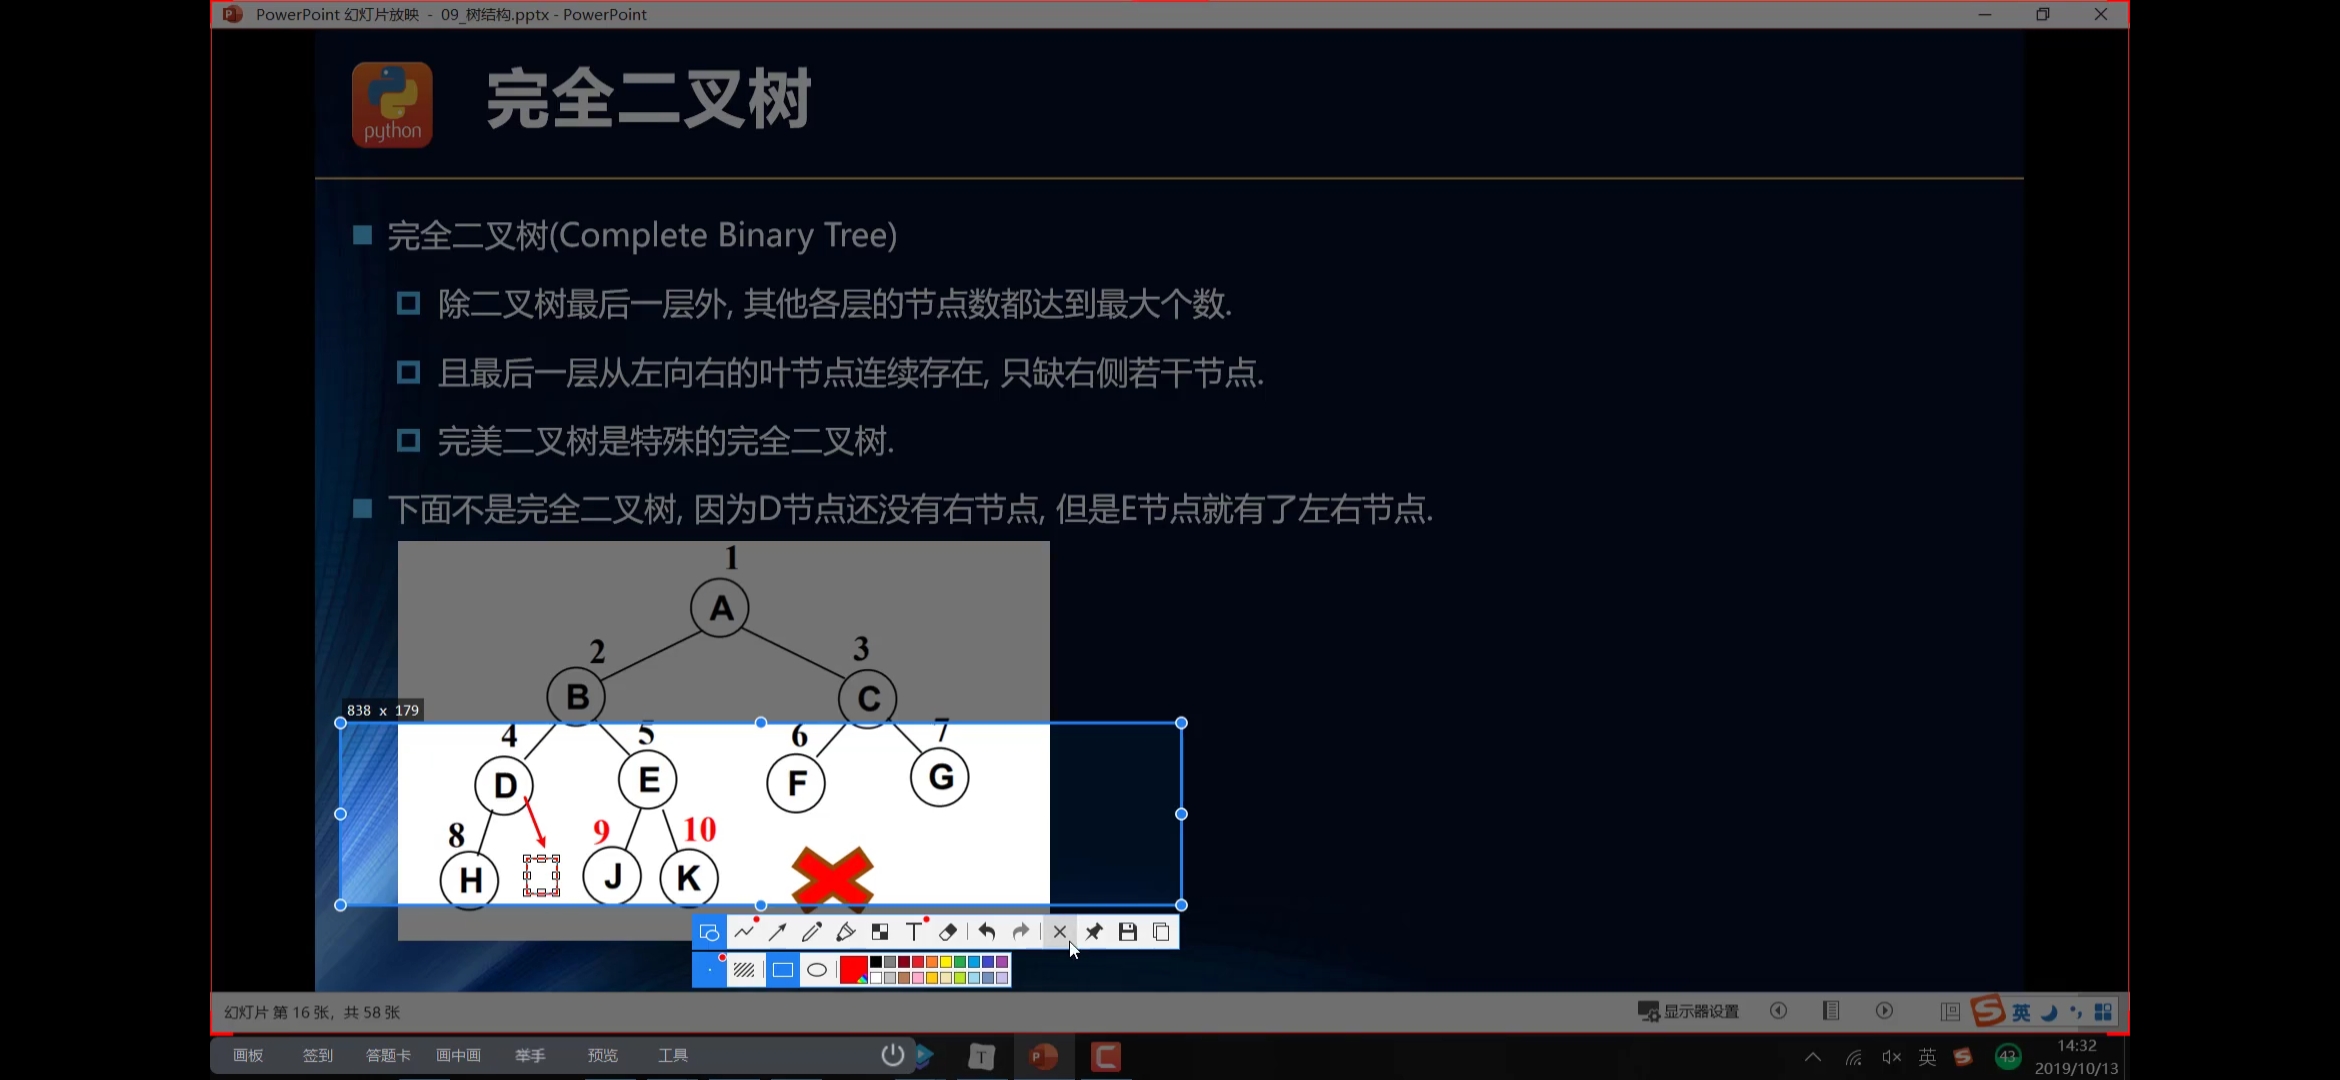 PowerPoint 幻灯片放映 - 09_树结构.pptx - PowerPoint
python
完全二叉树
完全二叉树(Complete Binary Tree)
除二叉树最后一层外, 其他各层的节点数都达到最大个数.
且最后一层从左向右的叶节点连续存在, 只缺右侧若干节点.
完美二叉树是特殊的完全二叉树.
下面不是完全二叉树, 因为D节点还没有右节点, 但是E节点就有了左右节点.
1
A
2
3
B
C
838 x 179
4
5
6
7
D
E
F
G
8
9
10
H
J
K
幻灯片 第 16 张，共 58 张
显示器设置
英
画板
签到
答题卡
画中画
举手
预览
工具
英
43
14:32
2019/10/13